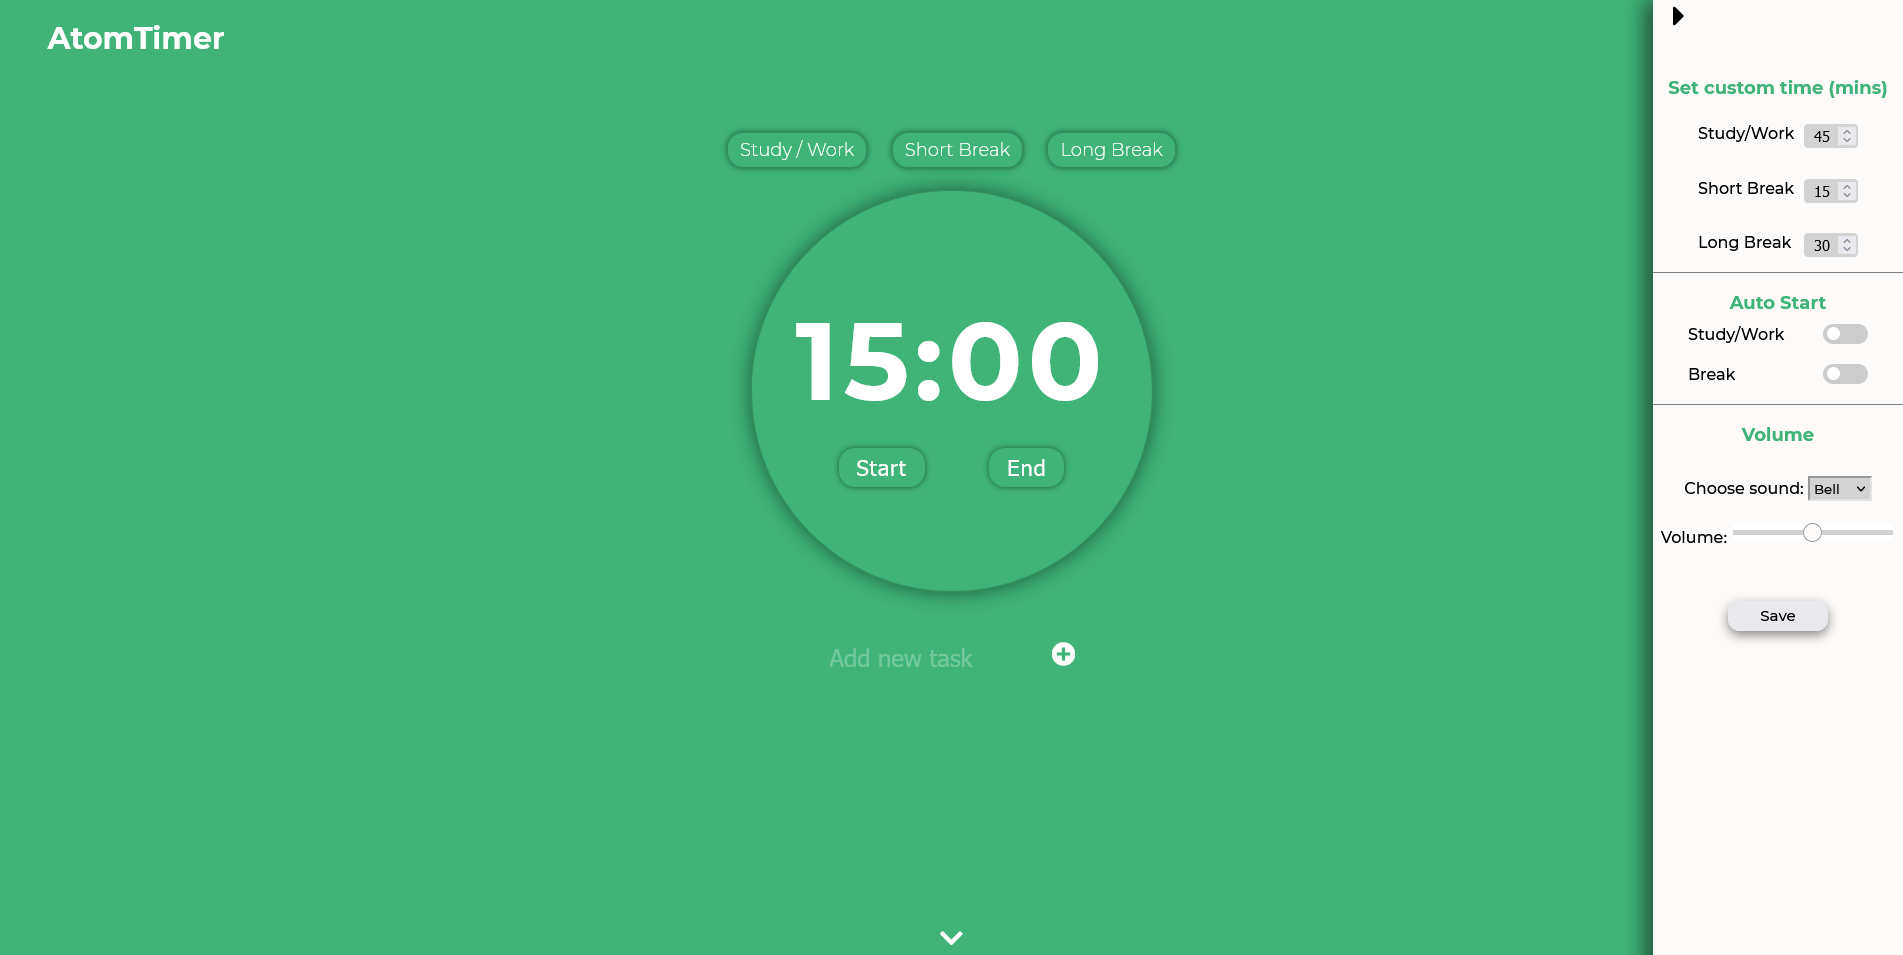 AtomTimer
Study / Work
Short Break
Long Break
15:00
Start
End
Add new task
Set custom time (mins)
Study/Work 45
Short Break 15
Long Break 30
Auto Start
Study/Work
Break
Volume
Choose sound: Bell
Volume:
Save